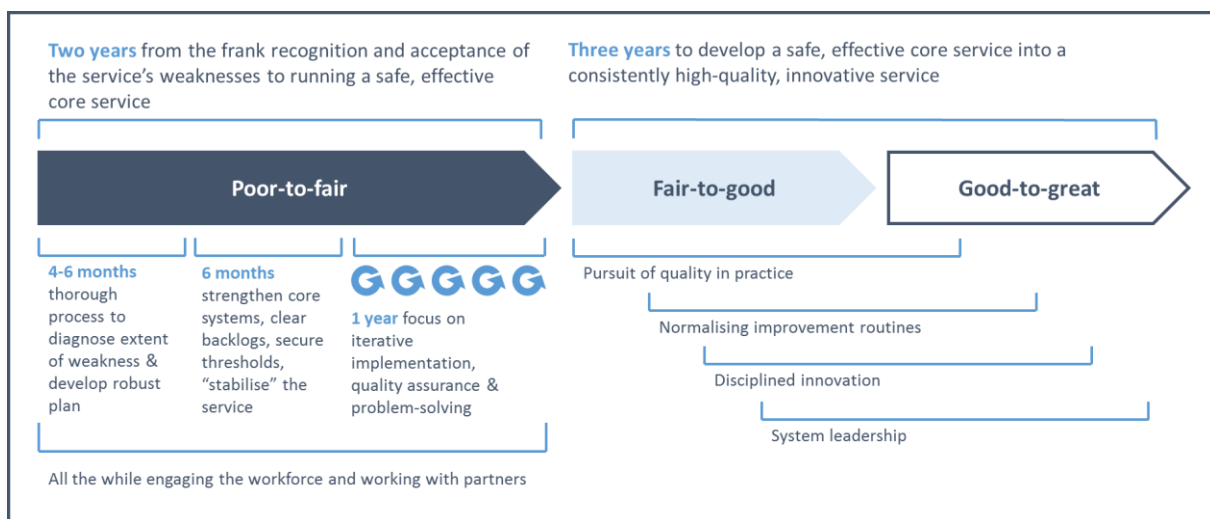 Two years from the frank recognition and acceptance of
the service's weaknesses to running a safe, effective
core service
Three years to develop a safe, effective core service into a
consistently high-quality, innovative service
Poor-to-fair
Fair-to-good
Good-to-great
4-6 months
thorough
process to
diagnose extent
of weakness &
develop robust
plan
6 months
strengthen core
systems, clear
backlogs, secure
thresholds,
“stabilise” the
service
1 year focus on
iterative
implementation,
quality assurance &
problem-solving
Pursuit of quality in practice
Normalising improvement routines
Disciplined innovation
System leadership
All the while engaging the workforce and working with partners